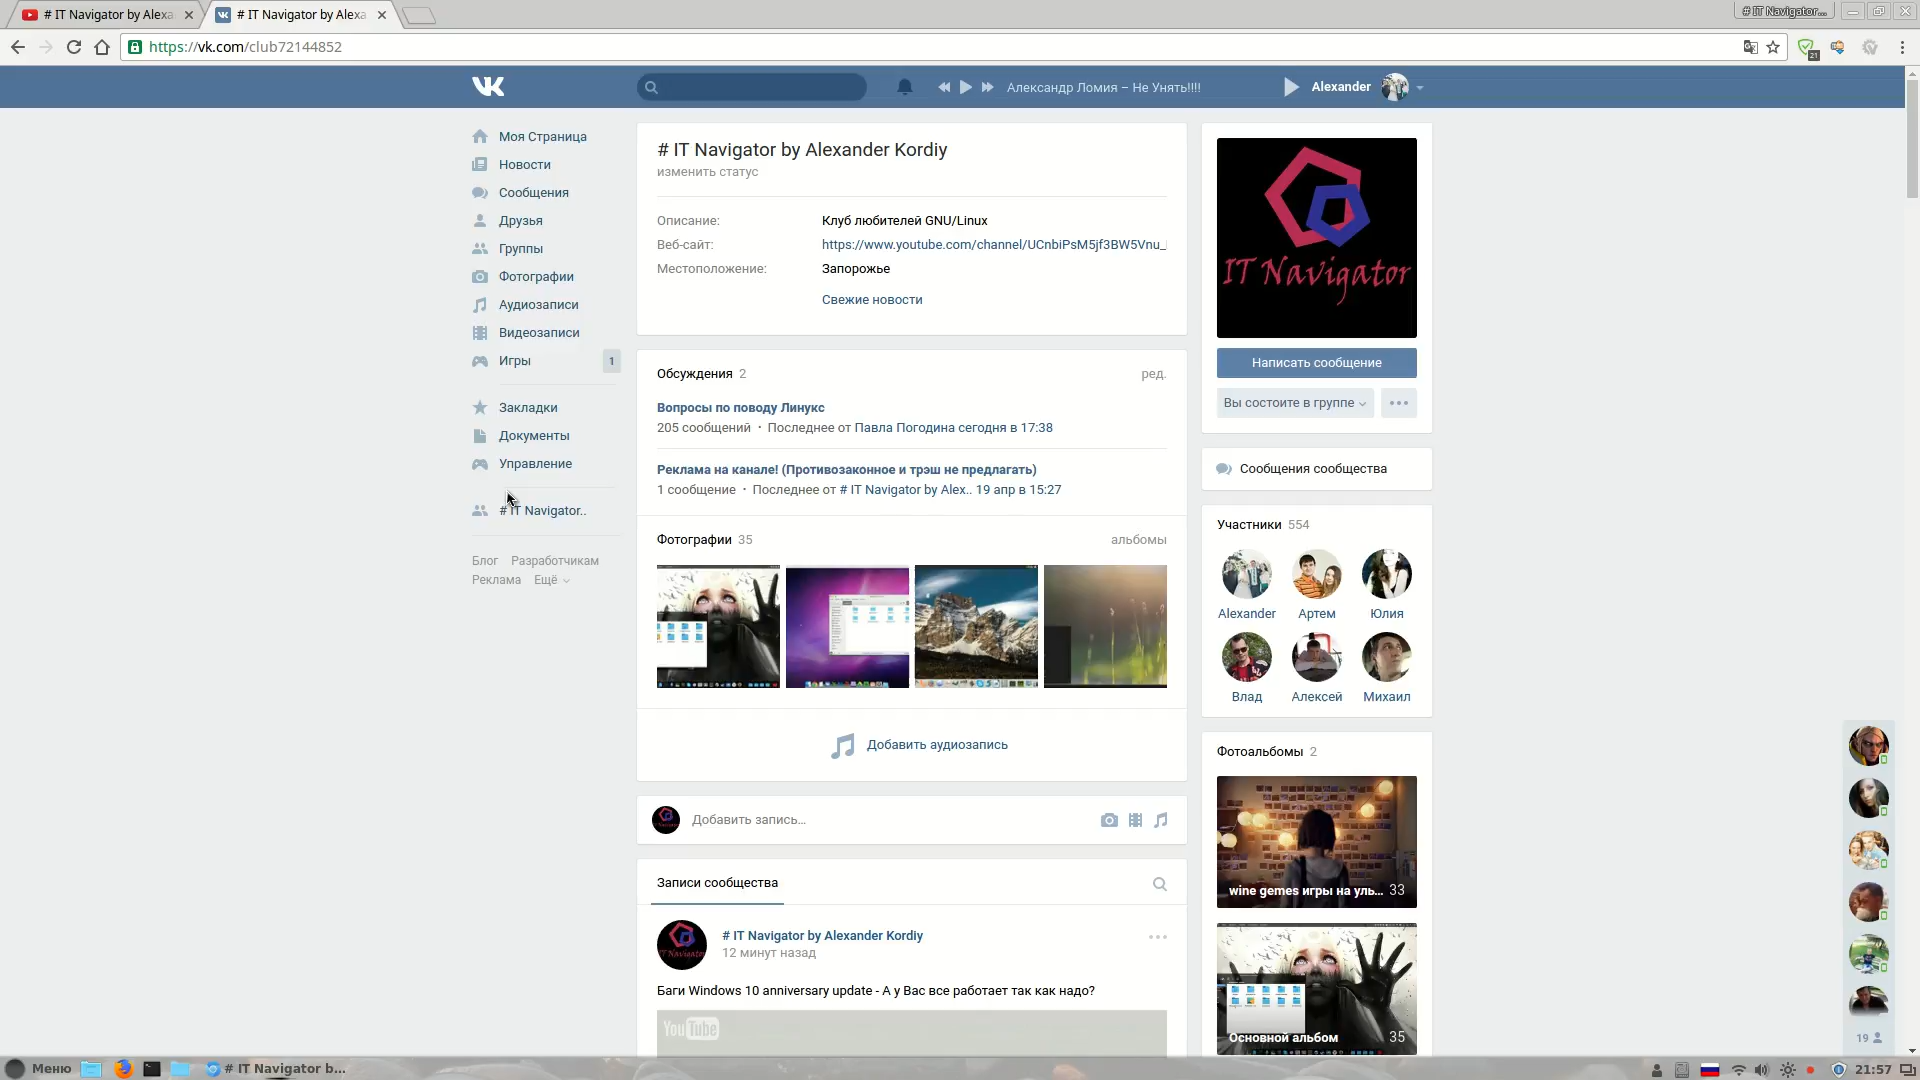 # IT Navigator by Alexa
# IT Navigator by Alexa
# IT Navigator...
https://vk.com/club72144852
21
Александр Ломия – Не Унять!!!!
Alexander
Моя Страница
Новости
Сообщения
Друзья
Группы
Фотографии
Аудиозаписи
Видеозаписи
Игры
1
Закладки
Документы
Управление
# IT Navigator..
Блог Разработчикам
Реклама Ещё
# IT Navigator by Alexander Kordiy
изменить статус
Описание: Клуб любителей GNU/Linux
Веб-сайт: https://www.youtube.com/channel/UCnbiPsM5jf3BW5Vnu_
Местоположение: Запорожье
Свежие новости
Обсуждения 2
ред.
Вопросы по поводу Линукс
205 сообщений · Последнее от Павла Погодина сегодня в 17:38
Реклама на канале! (Противозаконное и трэш не предлагать)
1 сообщение · Последнее от # IT Navigator by Alex.. 19 апр в 15:27
Фотографии 35
альбомы
Добавить аудиозапись
Добавить запись…
Записи сообщества
# IT Navigator by Alexander Kordiy
12 минут назад
Баги Windows 10 anniversary update - А у Вас все работает так как надо?
YouTube
IT Navigator
Написать сообщение
Вы состоите в группе
Сообщения сообщества
Участники 554
Alexander Артем Юлия
Влад Алексей Михаил
Фотоальбомы 2
wine gemes игры на уль... 33
Основной альбом 35
19
Меню
# IT Navigator b...
21:57